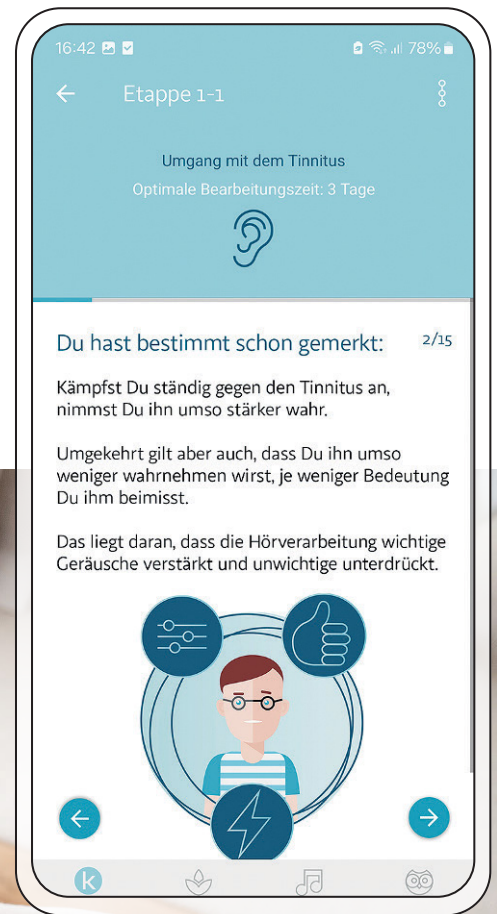 16:42
78%
Etappe 1-1
Umgang mit dem Tinnitus
Optimale Bearbeitungszeit: 3 Tage
Du hast bestimmt schon gemerkt: 2/15
Kämpfst Du ständig gegen den Tinnitus an,
nimmst Du ihn umso stärker wahr.
Umgekehrt gilt aber auch, dass Du ihn umso
weniger wahrnehmen wirst, je weniger Bedeutung
Du ihm beimisst.
Das liegt daran, dass die Hörverarbeitung wichtige
Geräusche verstärkt und unwichtige unterdrückt.
k